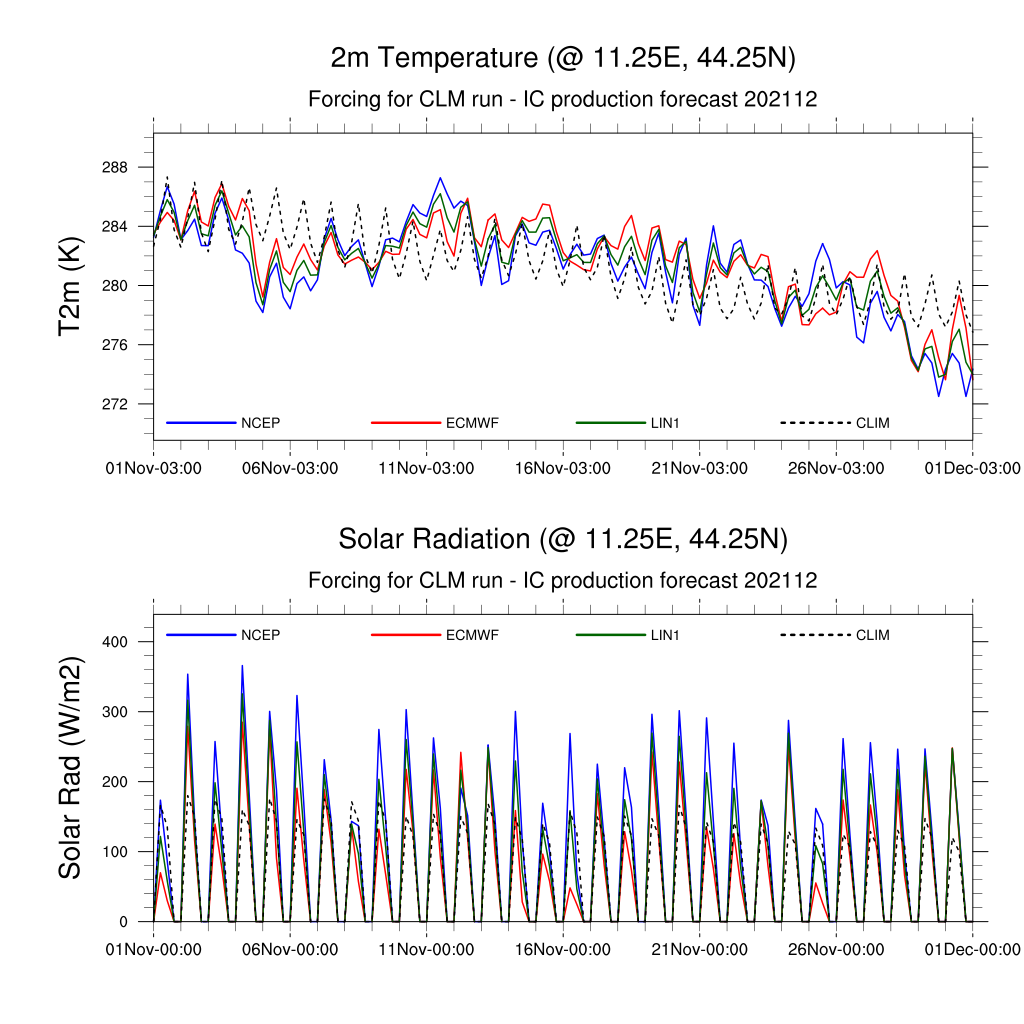 2m Temperature (@ 11.25E, 44.25N)
Forcing for CLM run - IC production forecast 202112
T2m (K)
288
284
280
276
272
NCEP ECMWF LIN1 CLIM
01Nov-03:00 06Nov-03:00 11Nov-03:00 16Nov-03:00 21Nov-03:00 26Nov-03:00 01Dec-03:00
Solar Radiation (@ 11.25E, 44.25N)
Forcing for CLM run - IC production forecast 202112
Solar Rad (W/m2)
NCEP ECMWF LIN1 CLIM
400
300
200
100
0
01Nov-00:00 06Nov-00:00 11Nov-00:00 16Nov-00:00 21Nov-00:00 26Nov-00:00 01Dec-00:00